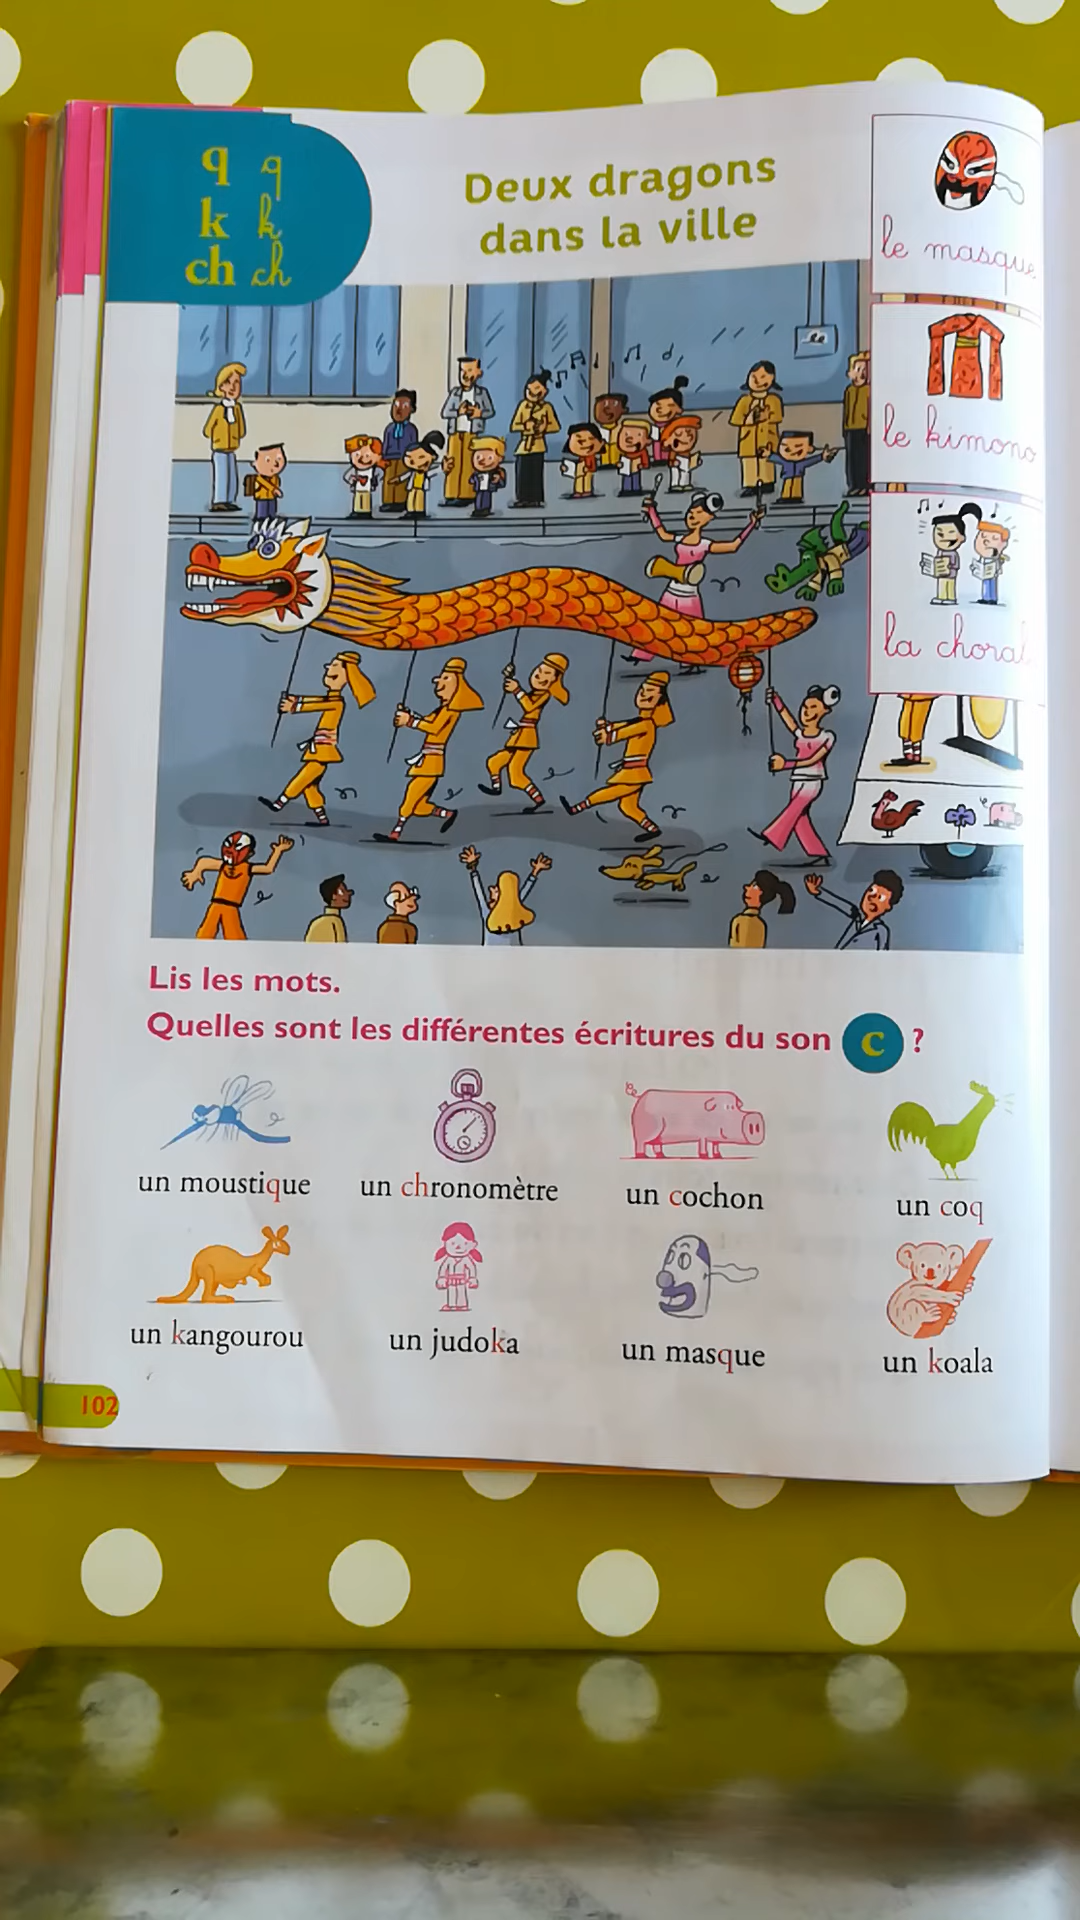 q q
k k
ch ch
Deux dragons
dans la ville
le masque
le kimono
la choral
Lis les mots.
Quelles sont les différentes écritures du son c ?
un moustique
un chronomètre
un cochon
un coq
un kangourou
un judoka
un masque
un koala
102